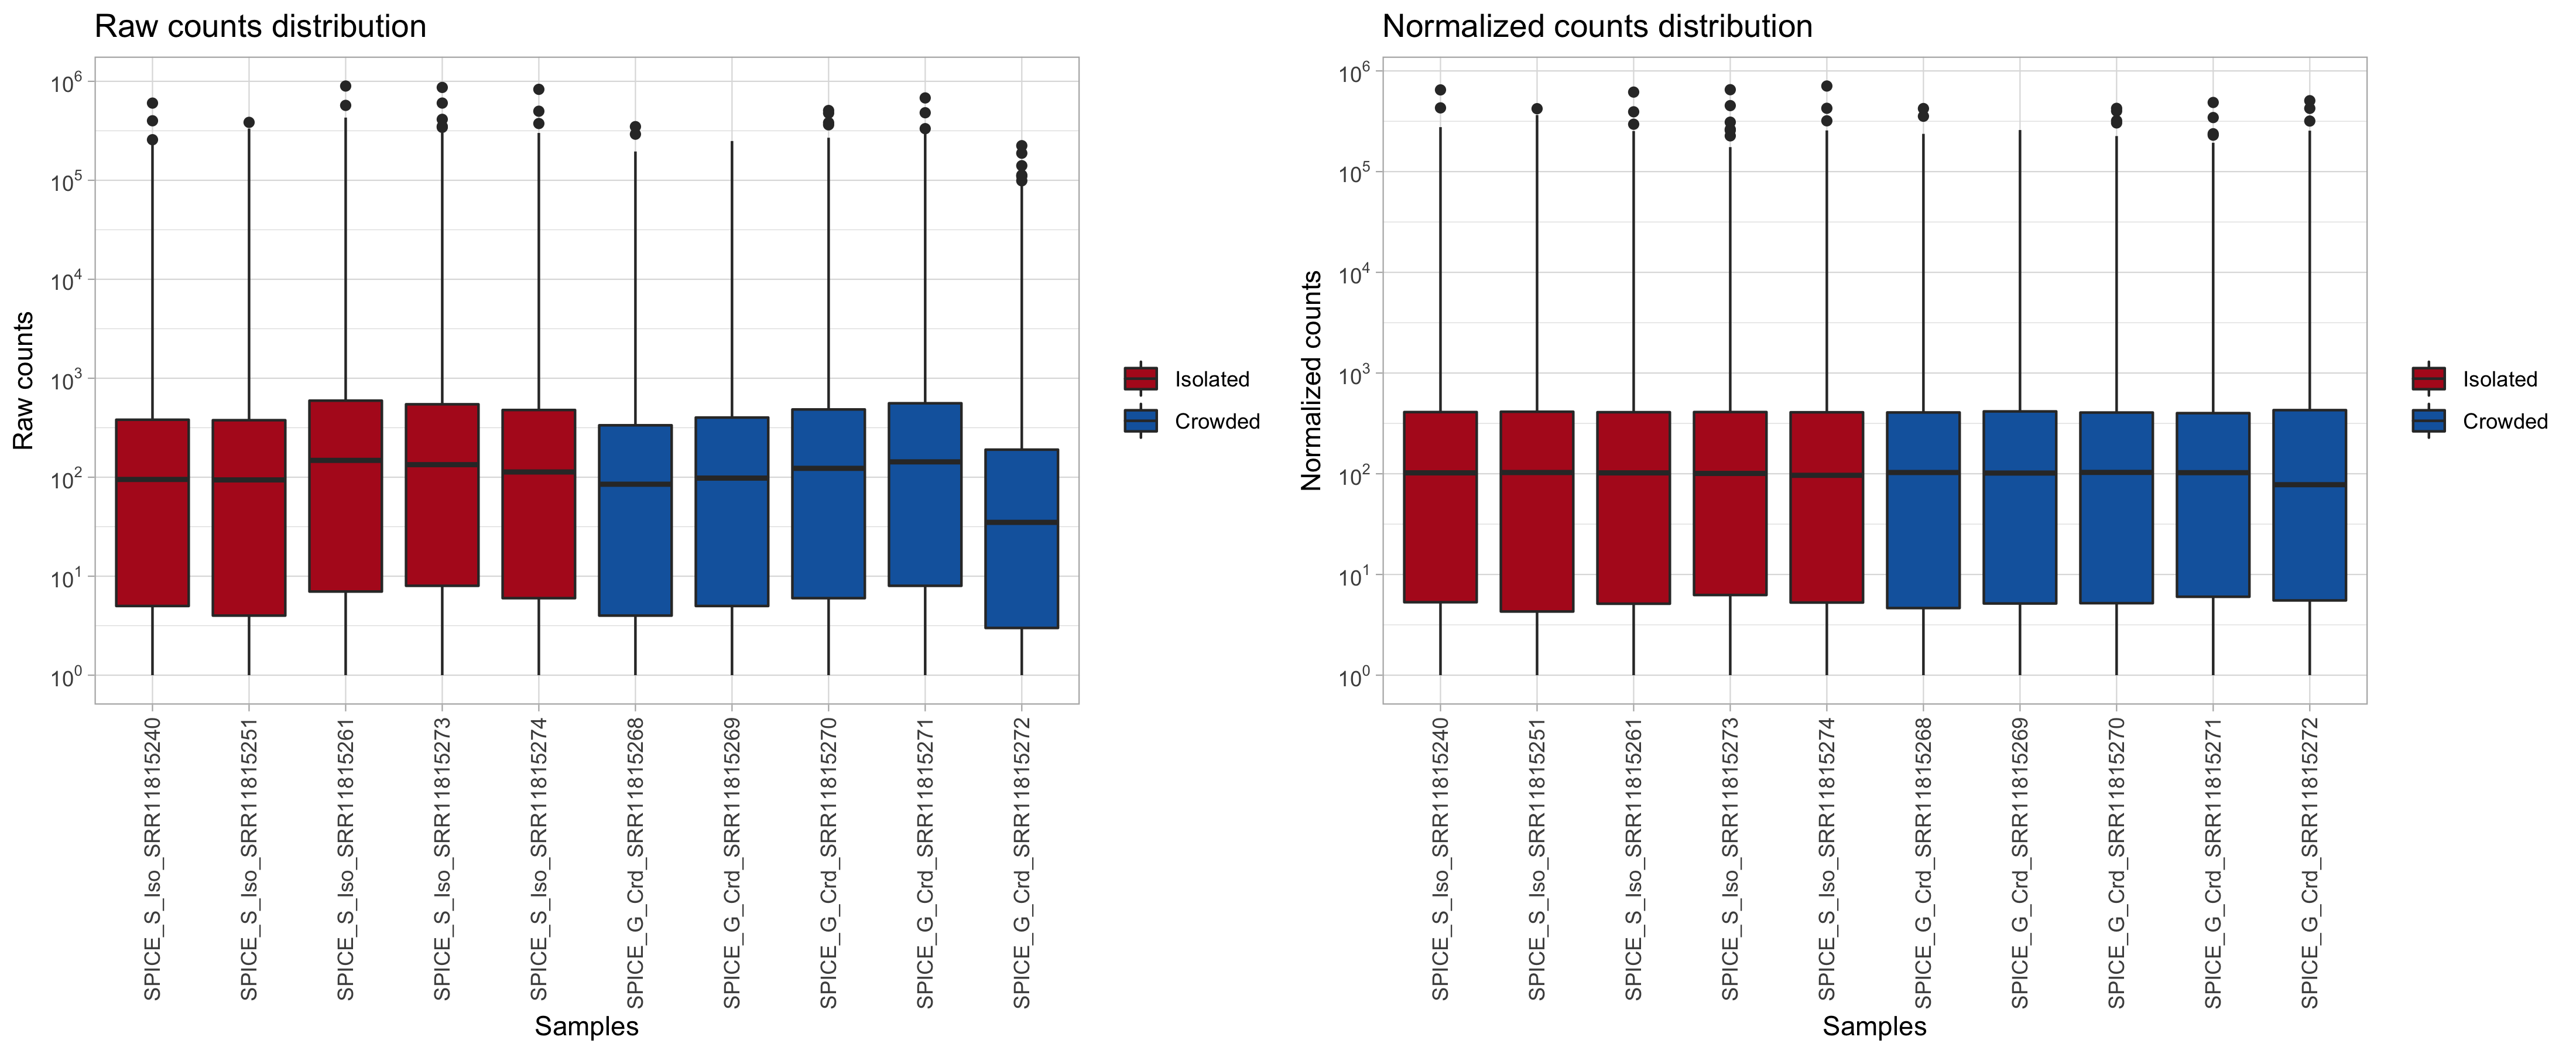 Raw counts distribution
Raw counts
10^6
10^5
10^4
10^3
10^2
10^1
10^0
SPICE_S_Iso_SRR11815240
SPICE_S_Iso_SRR11815251
SPICE_S_Iso_SRR11815261
SPICE_S_Iso_SRR11815273
SPICE_S_Iso_SRR11815274
SPICE_G_Crd_SRR11815268
SPICE_G_Crd_SRR11815269
SPICE_G_Crd_SRR11815270
SPICE_G_Crd_SRR11815271
SPICE_G_Crd_SRR11815272
Samples
Isolated
Crowded
Normalized counts distribution
Normalized counts
10^6
10^5
10^4
10^3
10^2
10^1
10^0
SPICE_S_Iso_SRR11815240
SPICE_S_Iso_SRR11815251
SPICE_S_Iso_SRR11815261
SPICE_S_Iso_SRR11815273
SPICE_S_Iso_SRR11815274
SPICE_G_Crd_SRR11815268
SPICE_G_Crd_SRR11815269
SPICE_G_Crd_SRR11815270
SPICE_G_Crd_SRR11815271
SPICE_G_Crd_SRR11815272
Samples
Isolated
Crowded